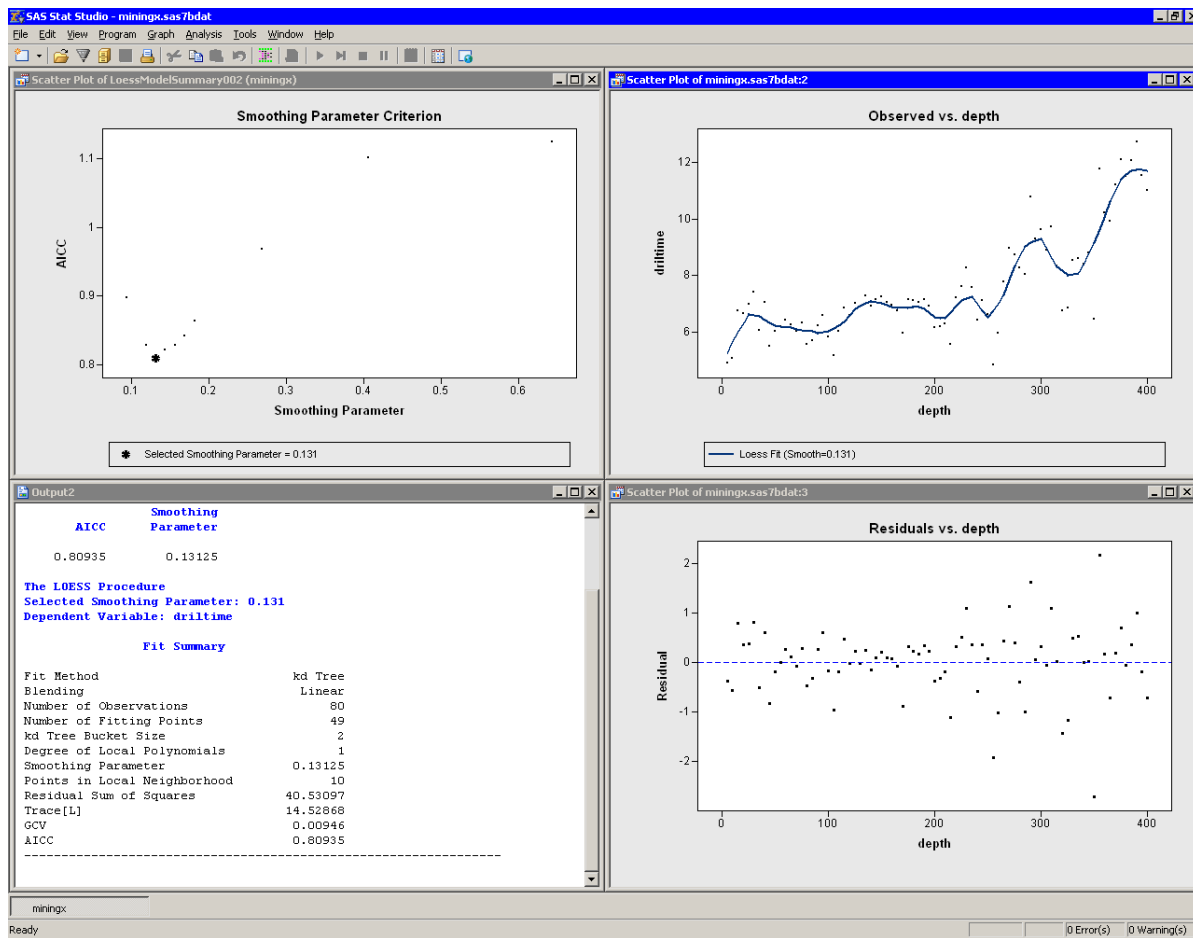 SAS Stat Studio - miningx.sas7bdat
File Edit View Program Graph Analysis Tools Window Help
Scatter Plot of LoessModelSummary002 (miningx)
Smoothing Parameter Criterion
1.1
1
0.9
0.8
AICC
0.1 0.2 0.3 0.4 0.5 0.6
Smoothing Parameter
Selected Smoothing Parameter = 0.131
Scatter Plot of miningx.sas7bdat:2
Observed vs. depth
12
10
8
6
driltime
0 100 200 300 400
depth
Loess Fit (Smooth=0.131)
Output2
Smoothing
AICC Parameter
0.80935 0.13125
The LOESS Procedure
Selected Smoothing Parameter: 0.131
Dependent Variable: driltime
Fit Summary
Fit Method kd Tree
Blending Linear
Number of Observations 80
Number of Fitting Points 49
kd Tree Bucket Size 2
Degree of Local Polynomials 1
Smoothing Parameter 0.13125
Points in Local Neighborhood 10
Residual Sum of Squares 40.53097
Trace[L] 14.52868
GCV 0.00946
AICC 0.80935
Scatter Plot of miningx.sas7bdat:3
Residuals vs. depth
2
1
0
-1
-2
Residual
0 100 200 300 400
depth
miningx
Ready 0 Error(s) 0 Warning(s)